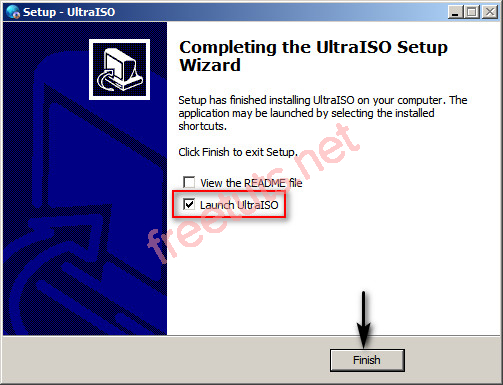 Setup - UltraISO
Completing the UltraISO Setup
Wizard
Setup has finished installing UltraISO on your computer. The
application may be launched by selecting the installed
shortcuts.
Click Finish to exit Setup.
View the README file
Launch UltraISO
freetuts.net
Finish